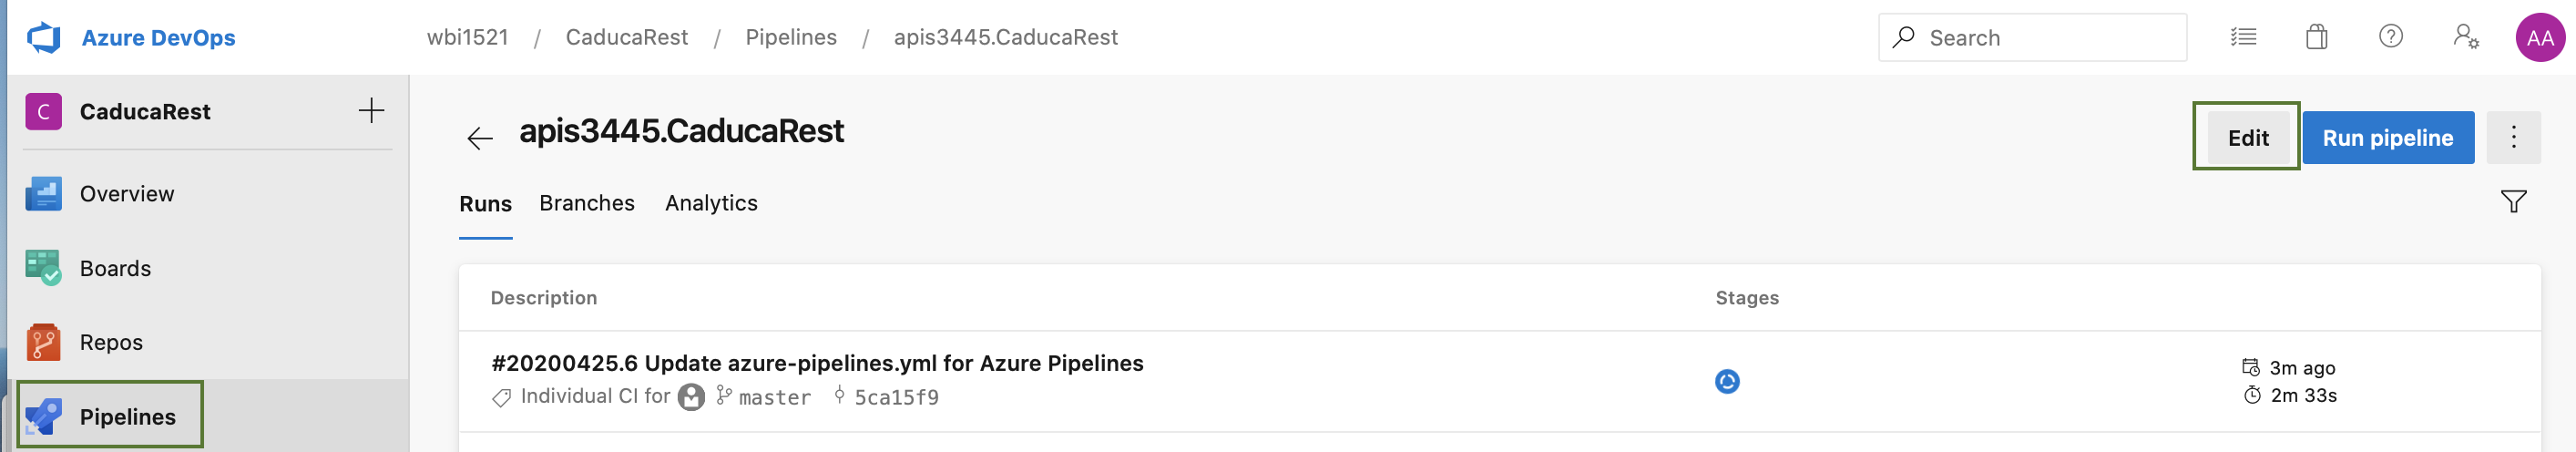 Azure DevOps
wbi1521 / CaducaRest / Pipelines / apis3445.CaducaRest
Search
AA
C CaducaRest
Overview
Boards
Repos
Pipelines
apis3445.CaducaRest
Edit
Run pipeline
Runs Branches Analytics
Description Stages
#20200425.6 Update azure-pipelines.yml for Azure Pipelines
Individual CI for master 5ca15f9
3m ago
2m 33s